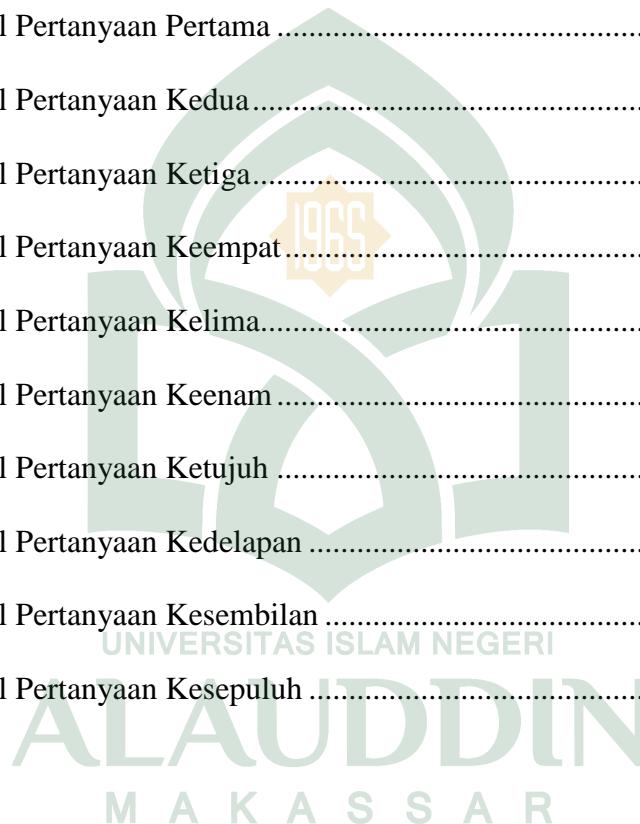 l Pertanyaan Pertama ..............................................
l Pertanyaan Kedua.................................................
l Pertanyaan Ketiga.................................................
1965
l Pertanyaan Keempat.............................................
l Pertanyaan Kelima................................................
l Pertanyaan Keenam ..............................................
l Pertanyaan Ketujuh ..............................................
l Pertanyaan Kedelapan ..........................................
l Pertanyaan Kesembilan ........................................
UNIVERSITAS ISLAM NEGERI
l Pertanyaan Kesepuluh ..........................................
ALAUDDIN
MAKASSAR